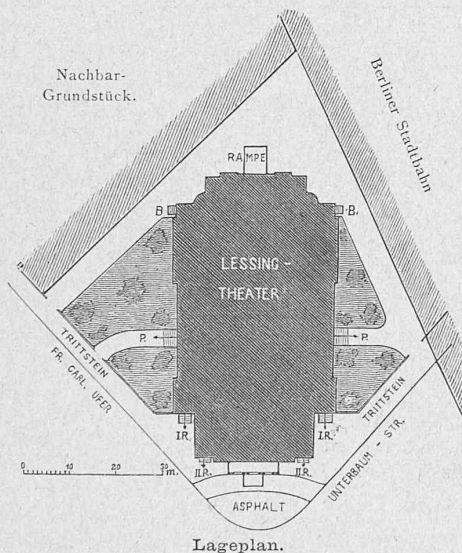 Nachbar-
Grundstück.
Berliner Stadtbahn
RAMPE
B
B.
LESSING -
THEATER
P.
P.
TRITTSTEIN
FR. CARL. UFER
TRITTSTEIN
UNTERBAUM - STR.
I.R.
I.R.
II.R.
II.R.
0 10 20 30 m.
ASPHALT
Lageplan.